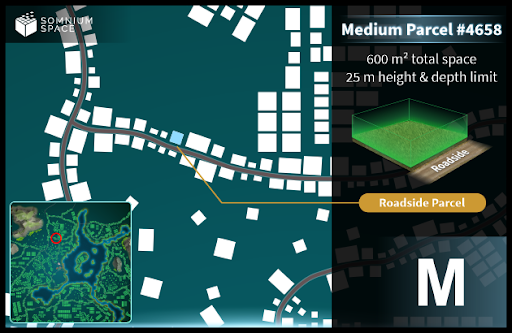 SOMNIUM
SPACE
Medium Parcel #4658
600 m² total space
25 m height & depth limit
Roadside
Roadside Parcel
M